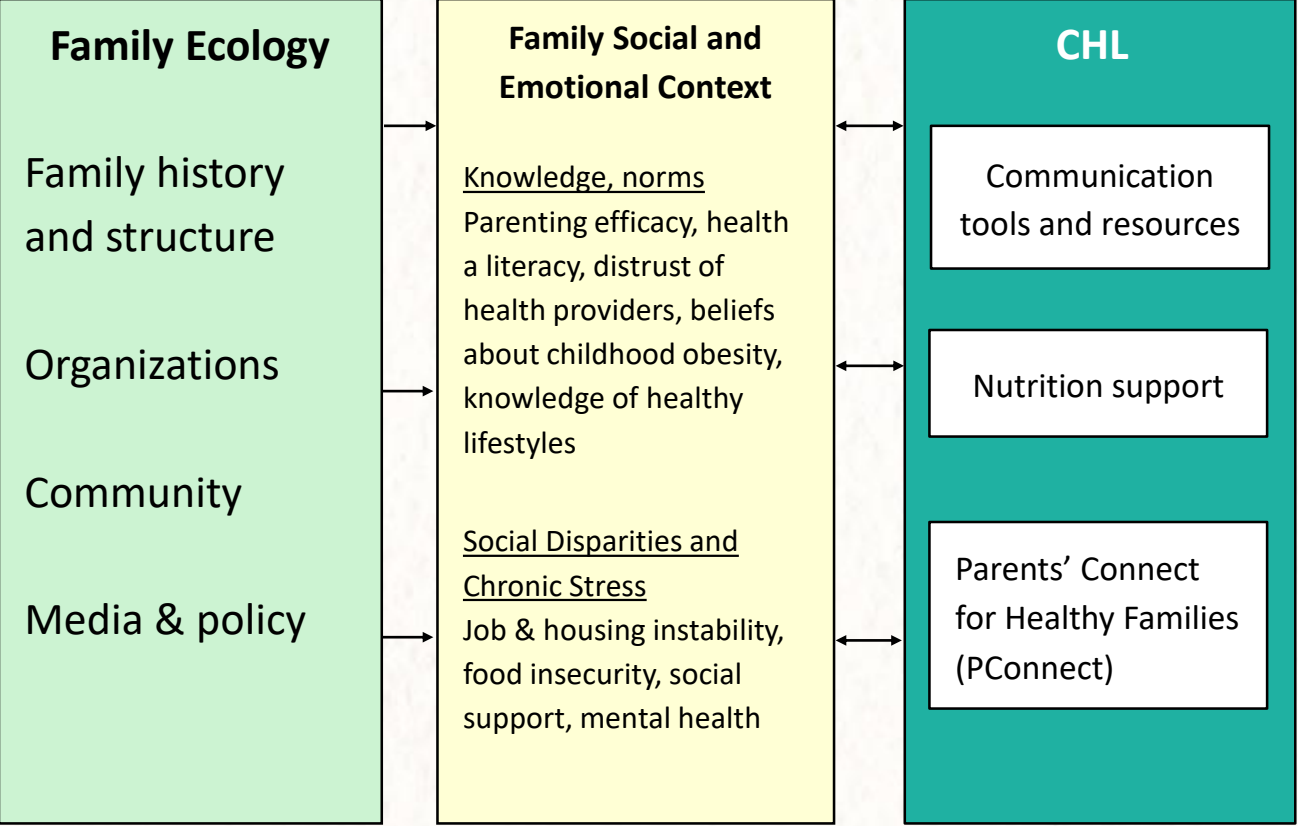 Family Ecology
Family history
and structure
Organizations
Community
Media & policy
Family Social and
Emotional Context
Knowledge, norms
Parenting efficacy, health
a literacy, distrust of
health providers, beliefs
about childhood obesity,
knowledge of healthy
lifestyles
Social Disparities and
Chronic Stress
Job & housing instability,
food insecurity, social
support, mental health
CHL
Communication
tools and resources
Nutrition support
Parents’ Connect
for Healthy Families
(PConnect)